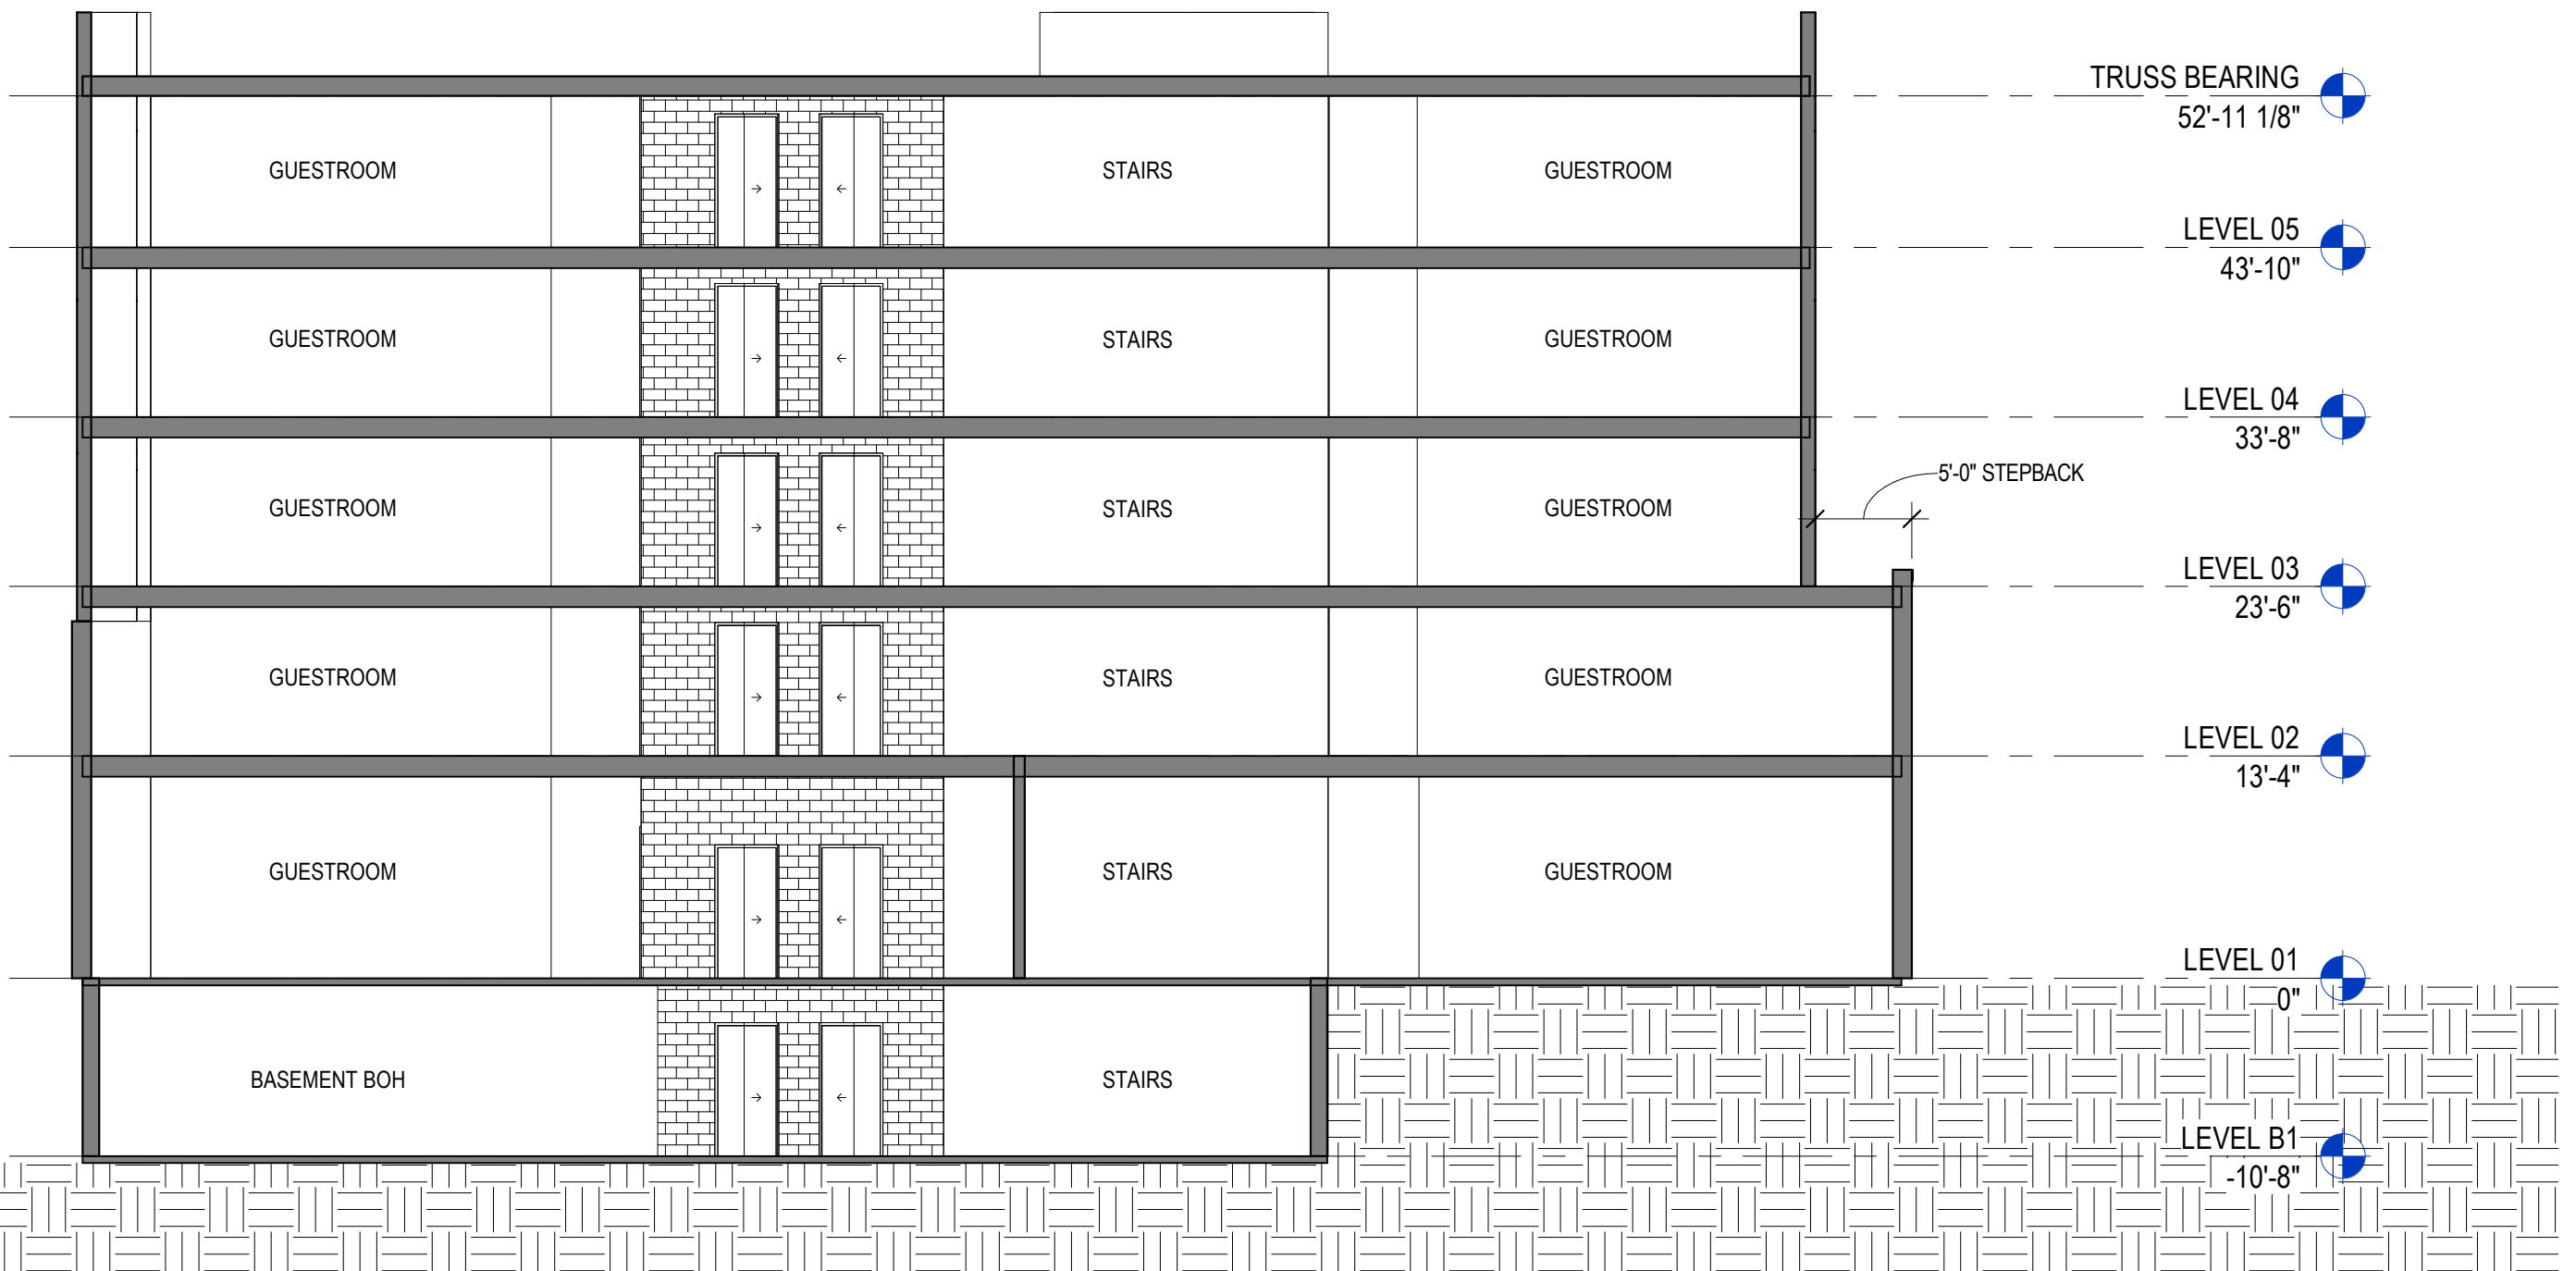 TRUSS BEARING
52'-11 1/8"
GUESTROOM
STAIRS
GUESTROOM
LEVEL 05
43'-10"
GUESTROOM
STAIRS
GUESTROOM
LEVEL 04
33'-8"
5'-0" STEPBACK
GUESTROOM
STAIRS
GUESTROOM
LEVEL 03
23'-6"
GUESTROOM
STAIRS
GUESTROOM
LEVEL 02
13'-4"
GUESTROOM
STAIRS
GUESTROOM
LEVEL 01
0"
BASEMENT BOH
STAIRS
LEVEL B1
-10'-8"